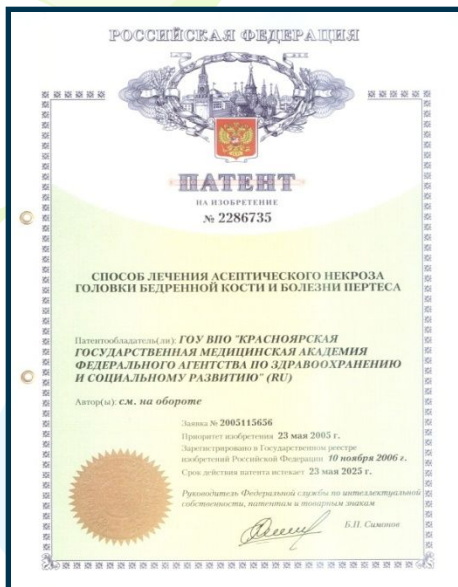 РОССИЙСКАЯ ФЕДЕРАЦИЯ
ПАТЕНТ
НА ИЗОБРЕТЕНИЕ
№ 2286735
СПОСОБ ЛЕЧЕНИЯ АСЕПТИЧЕСКОГО НЕКРОЗА
ГОЛОВКИ БЕДРЕННОЙ КОСТИ И БОЛЕЗНИ ПЕРТЕСА
Патентообладатель(ли): ГОУ ВПО "КРАСНОЯРСКАЯ
ГОСУДАРСТВЕННАЯ МЕДИЦИНСКАЯ АКАДЕМИЯ
ФЕДЕРАЛЬНОГО АГЕНТСТВА ПО ЗДРАВООХРАНЕНИЮ
И СОЦИАЛЬНОМУ РАЗВИТИЮ" (RU)
Автор(ы): см. на обороте
Заявка № 2005115656
Приоритет изобретения 23 мая 2005 г.
Зарегистрировано в Государственном реестре
изобретений Российской Федерации 10 ноября 2006 г.
Срок действия патента истекает 23 мая 2025 г.
Руководитель Федеральной службы по интеллектуальной
собственности, патентам и товарным знакам
Б.П. Симонов